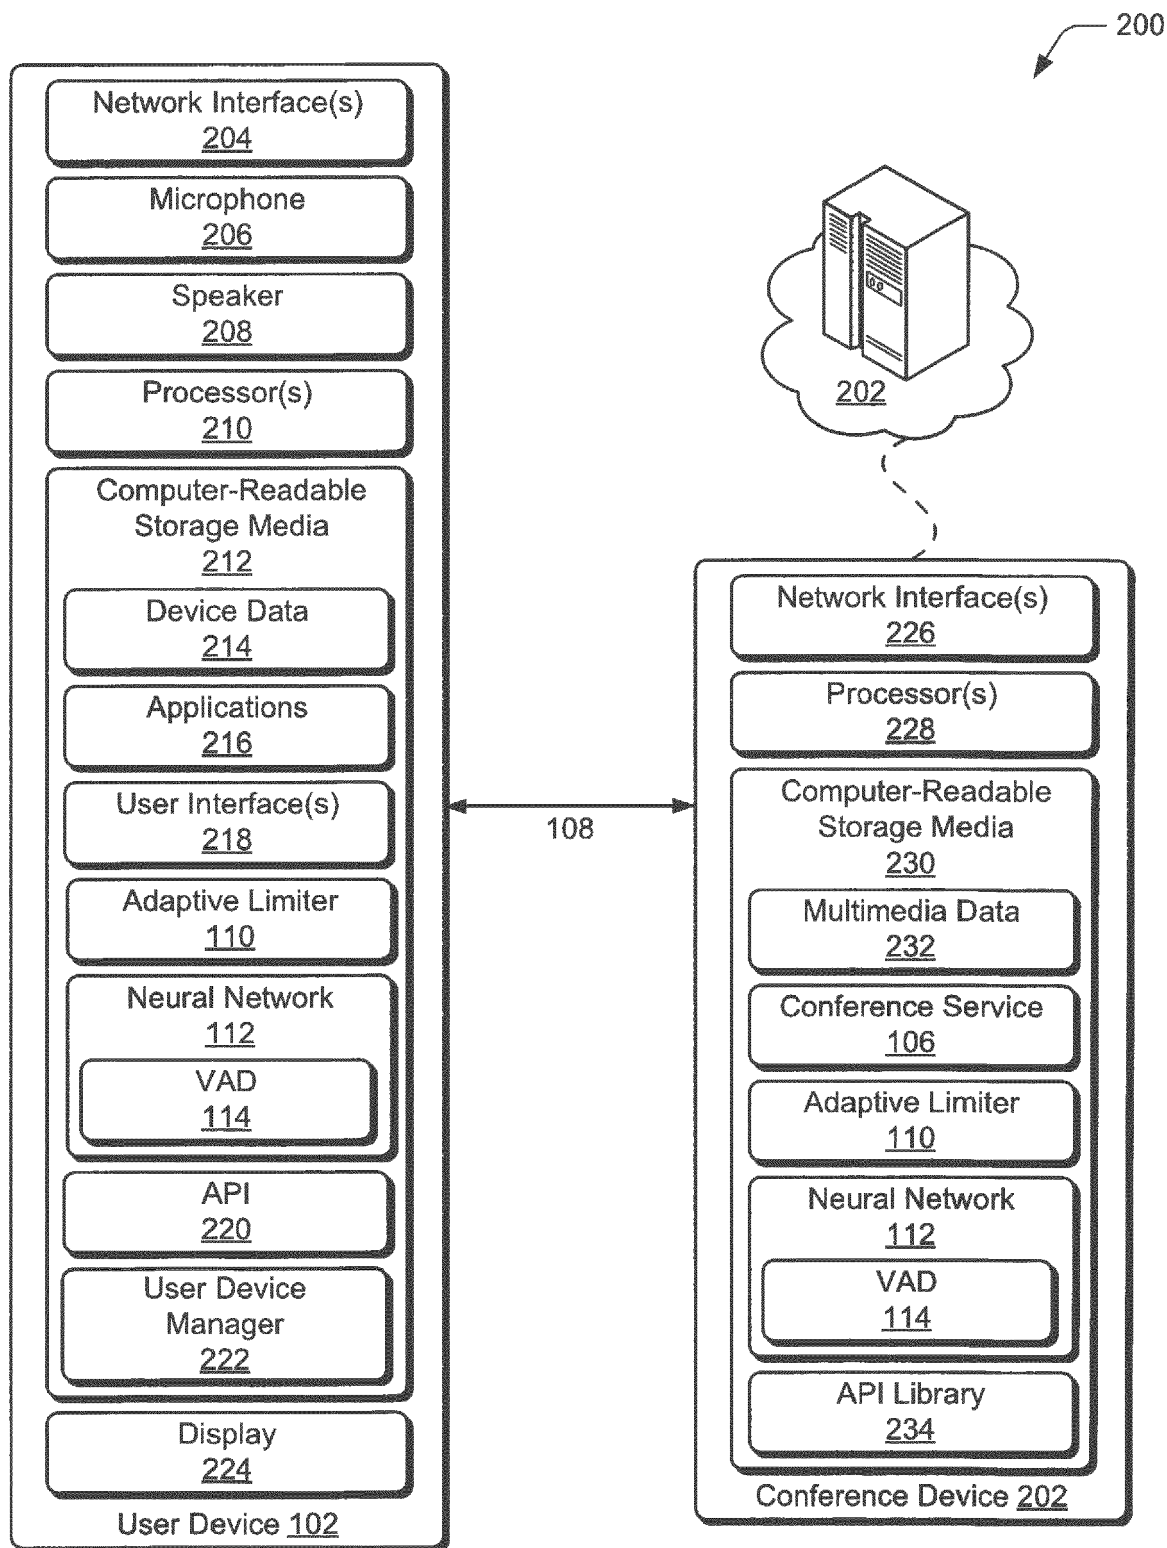 200
Network Interface(s)
204
Microphone
206
Speaker
208
Processor(s)
210
Computer-Readable
Storage Media
212
Device Data
214
Applications
216
User Interface(s)
218
Adaptive Limiter
110
Neural Network
112
VAD
114
API
220
User Device
Manager
222
Display
224
User Device 102
108
202
Network Interface(s)
226
Processor(s)
228
Computer-Readable
Storage Media
230
Multimedia Data
232
Conference Service
106
Adaptive Limiter
110
Neural Network
112
VAD
114
API Library
234
Conference Device 202